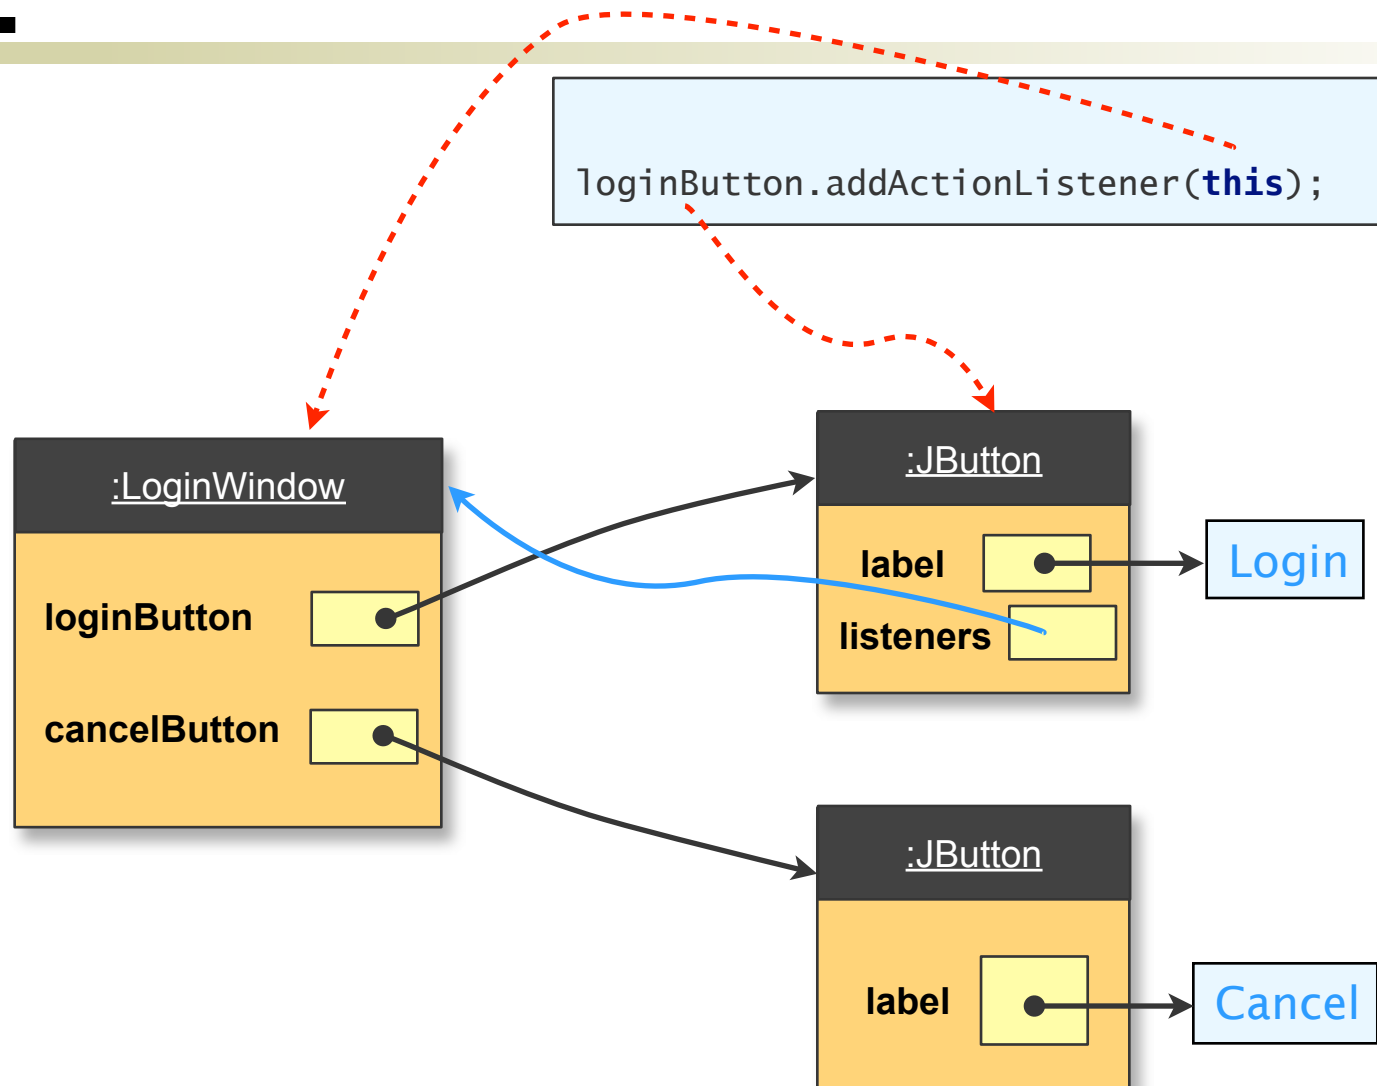 loginButton.addActionListener(this);
:LoginWindow
loginButton
cancelButton
:JButton
label
Login
listeners
:JButton
label
Cancel